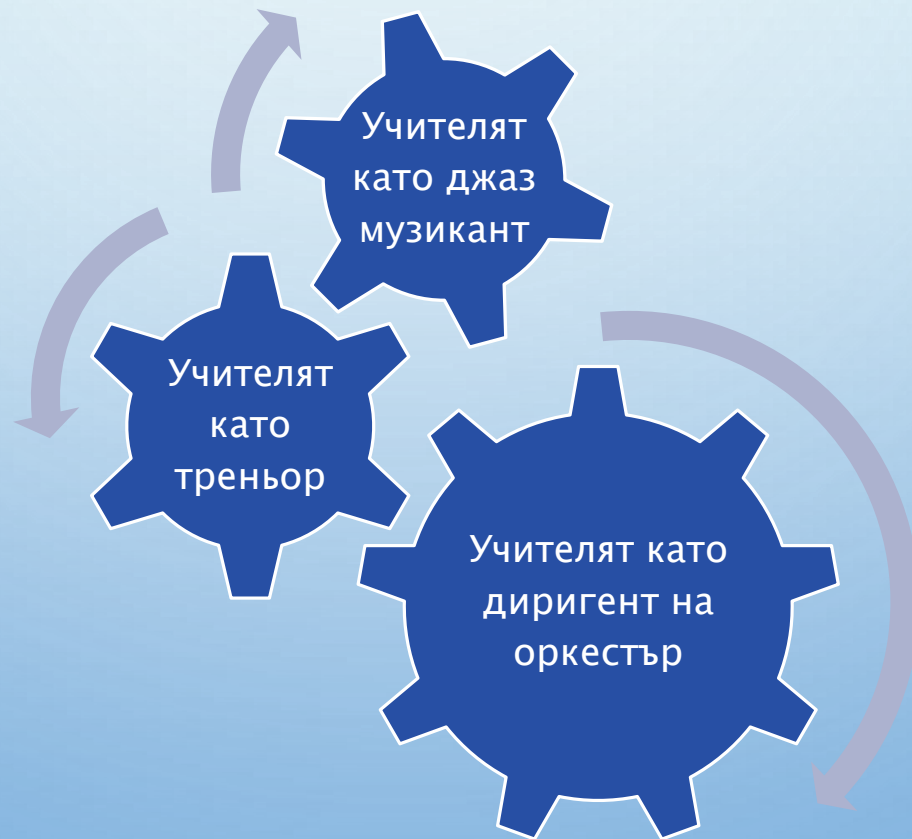 Учителят
като джаз
музикант
Учителят
като
треньор
Учителят като
диригент на
оркестър